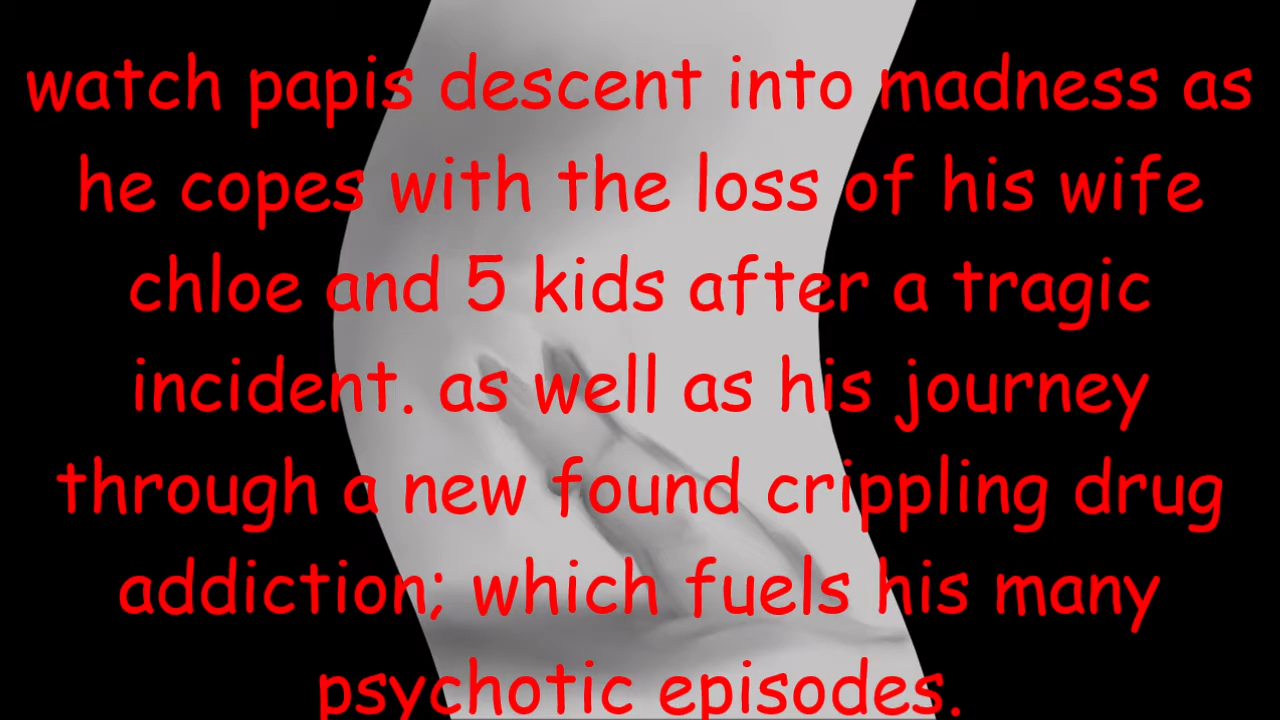 watch papis descent into madness as
he copes with the loss of his wife
chloe and 5 kids after a tragic
incident. as well as his journey
through a new found crippling drug
addiction; which fuels his many
psychotic episodes.